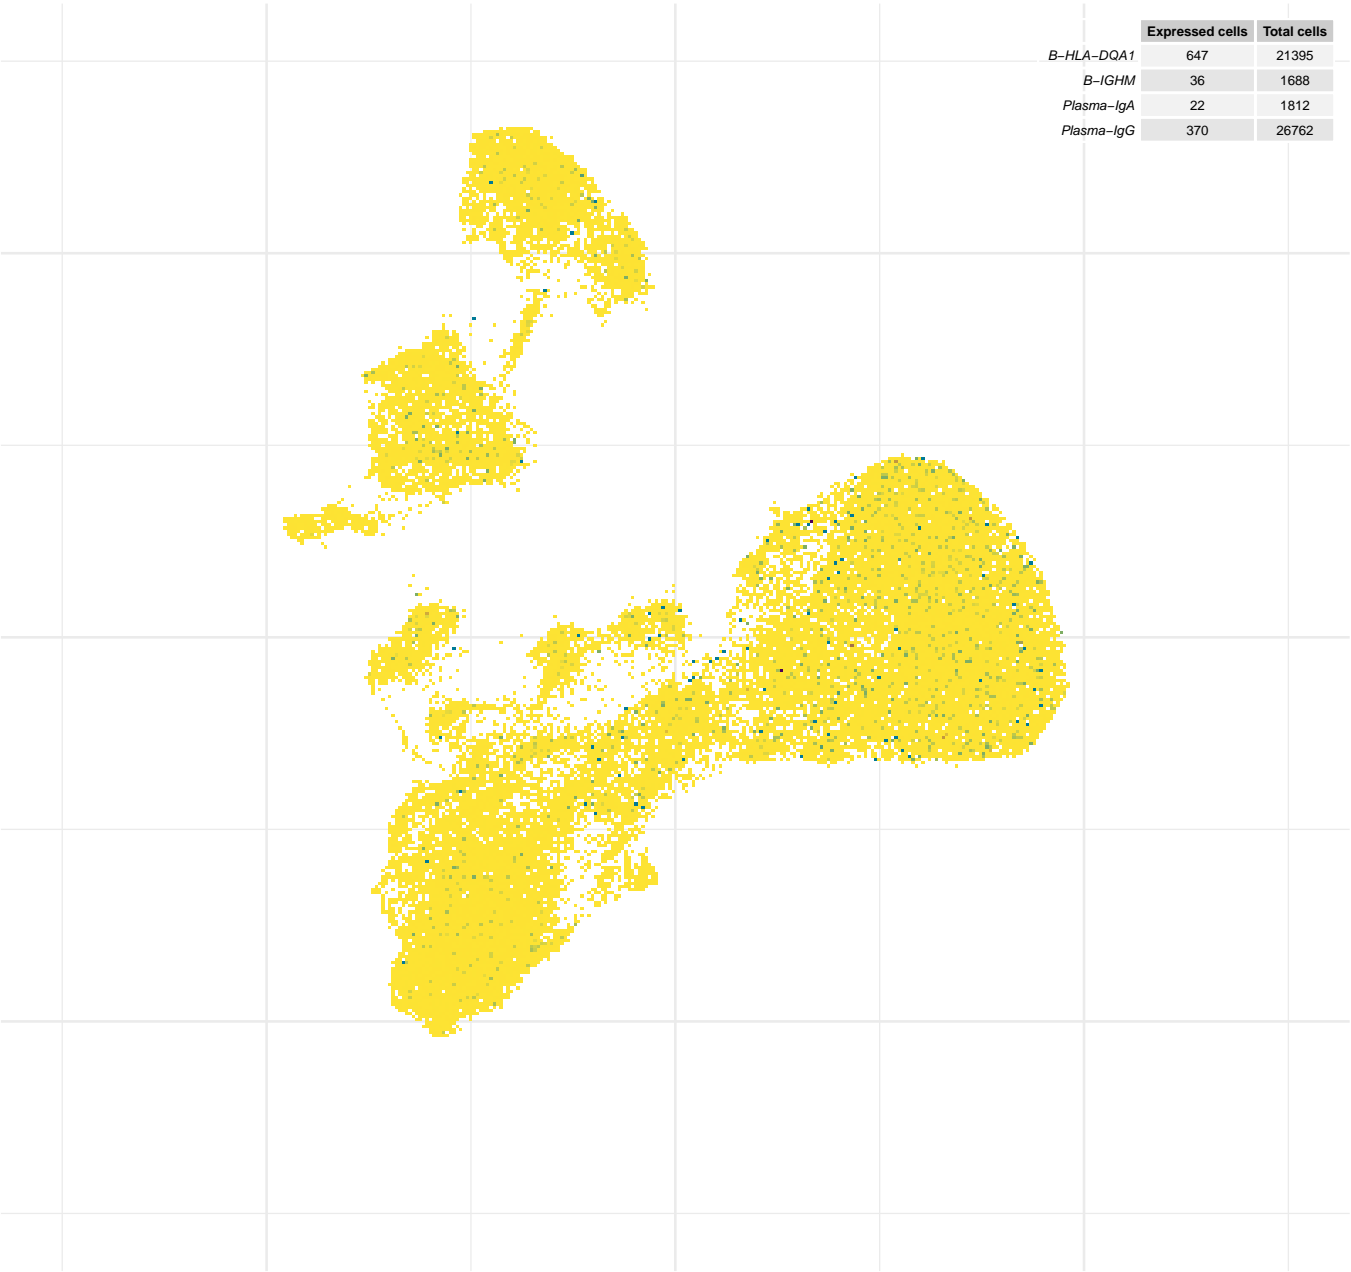 Expressed cells Total cells
B−HLA−DQA1 647 21395
B−IGHM 36 1688
Plasma−IgA 22 1812
Plasma−IgG 370 26762